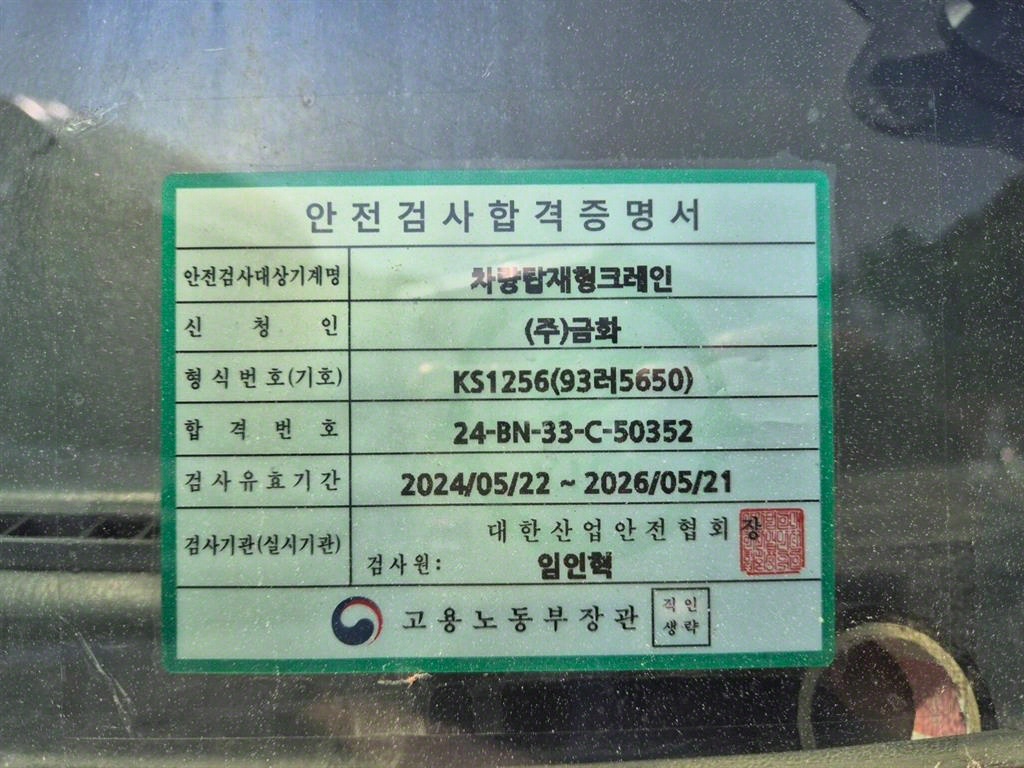 안전검사합격증명서
안전검사대상기계명 차량탑재형크레인
신청인 (주)금화
형식번호(기호) KS1256(93러5650)
합격번호 24-BN-33-C-50352
검사유효기간 2024/05/22 ~ 2026/05/21
검사기관(실시기관) 대한산업안전협회장
검사원: 임인혁
고용노동부장관 직인
생략